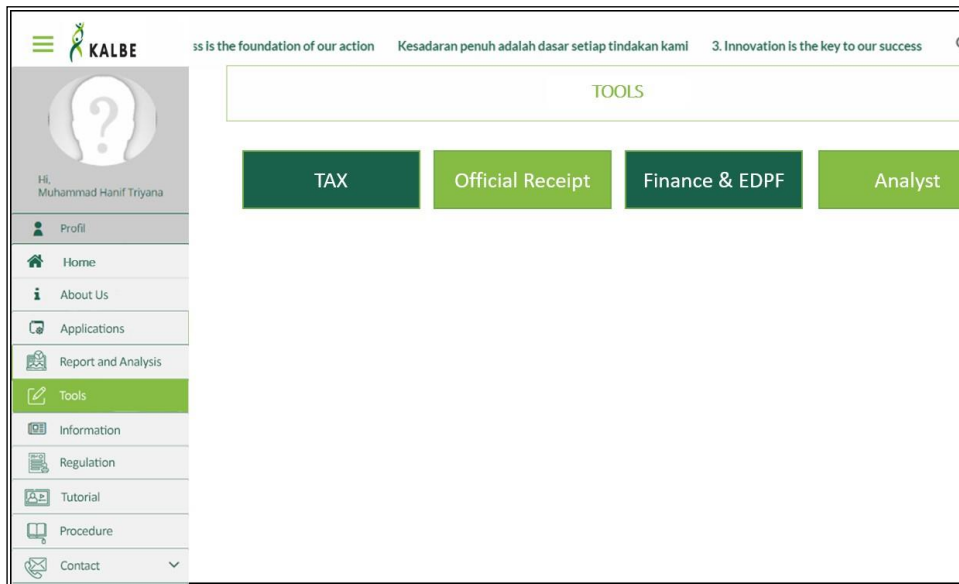 KALBE
ss is the foundation of our action Kesadaran penuh adalah dasar setiap tindakan kami 3. Innovation is the key to our success
TOOLS
Hi,
Muhammad Hanif Triyana
TAX
Official Receipt
Finance & EDPF
Analyst
Profil
Home
About Us
Applications
Report and Analysis
Tools
Information
Regulation
Tutorial
Procedure
Contact